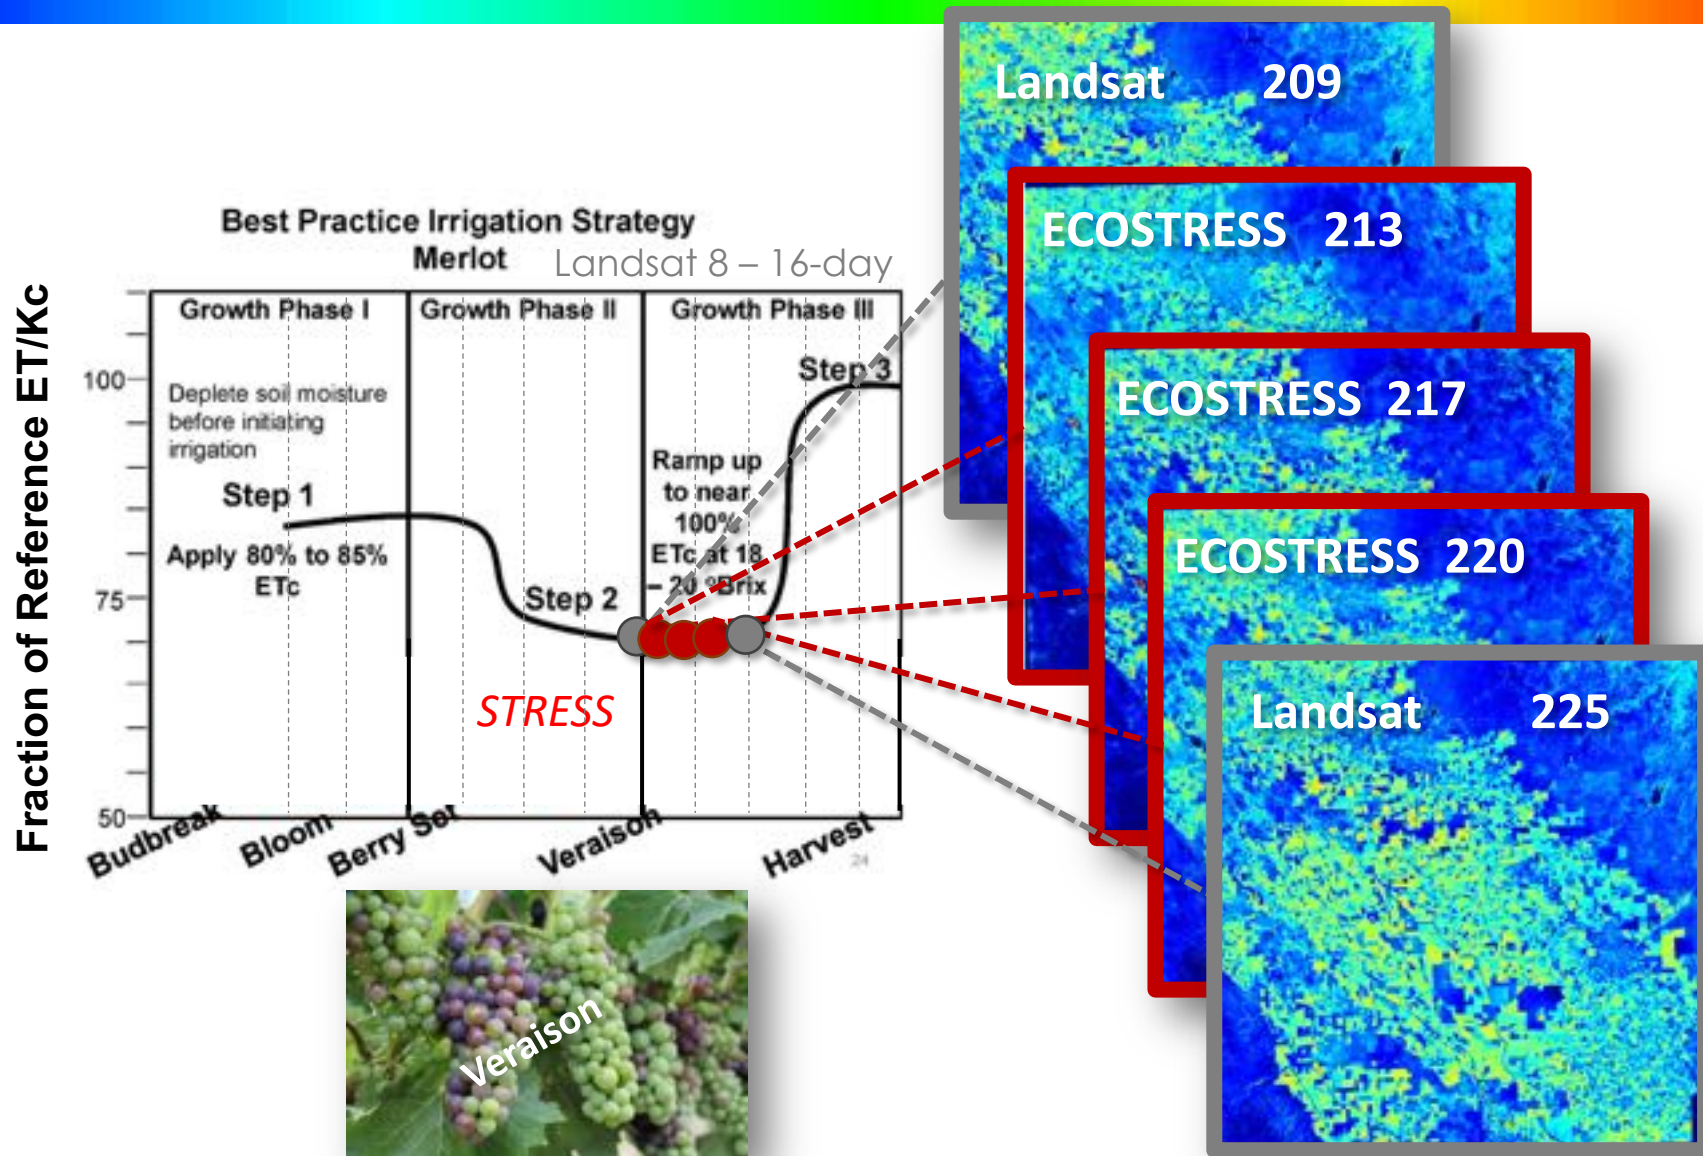 Best Practice Irrigation Strategy
Merlot
Landsat 8 – 16-day
Fraction of Reference ET/Kc
Growth Phase I
Growth Phase II
Growth Phase III
100
75
50
Deplete soil moisture
before initiating
irrigation
Step 1
Apply 80% to 85%
ETc
Step 2
Step 3
Ramp up
to near
100%
ETc at 18
– 20 ºBrix
STRESS
Budbreak
Bloom
Berry Set
Veraison
Harvest
24
Veraison
Landsat 209
ECOSTRESS 213
ECOSTRESS 217
ECOSTRESS 220
Landsat 225